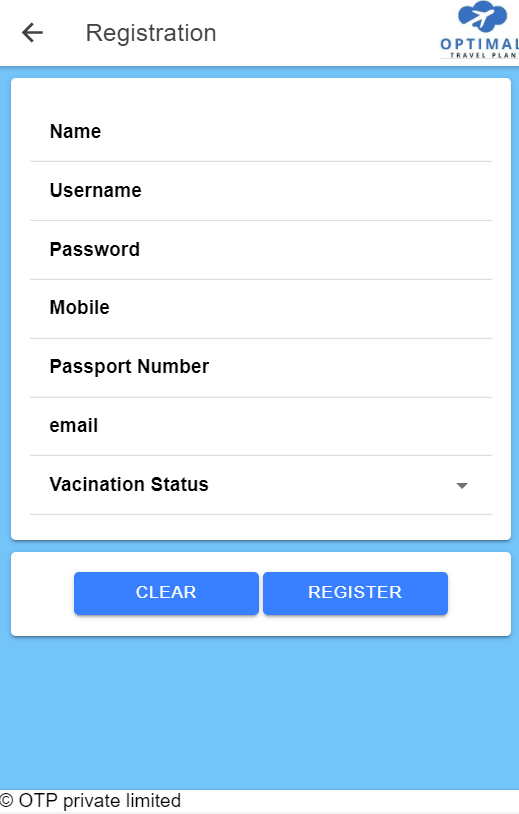 Registration
OPTIMAL
TRAVEL PLAN
Name
Username
Password
Mobile
Passport Number
email
Vacination Status
CLEAR
REGISTER
© OTP private limited